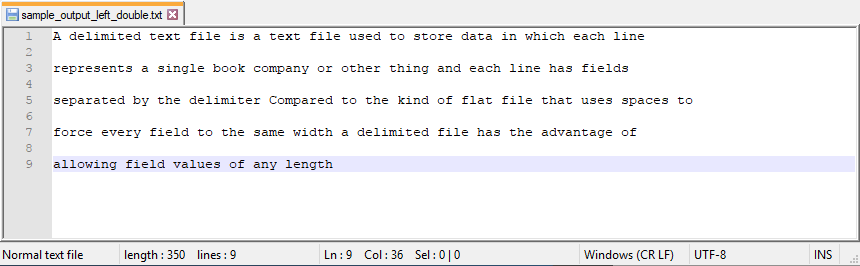 sample_output_left_double.txt
1 A delimited text file is a text file used to store data in which each line
2
3 represents a single book company or other thing and each line has fields
4
5 separated by the delimiter Compared to the kind of flat file that uses spaces to
6
7 force every field to the same width a delimited file has the advantage of
8
9 allowing field values of any length
Normal text file length : 350 lines : 9 Ln : 9 Col : 36 Sel : 0 | 0 Windows (CR LF) UTF-8 INS